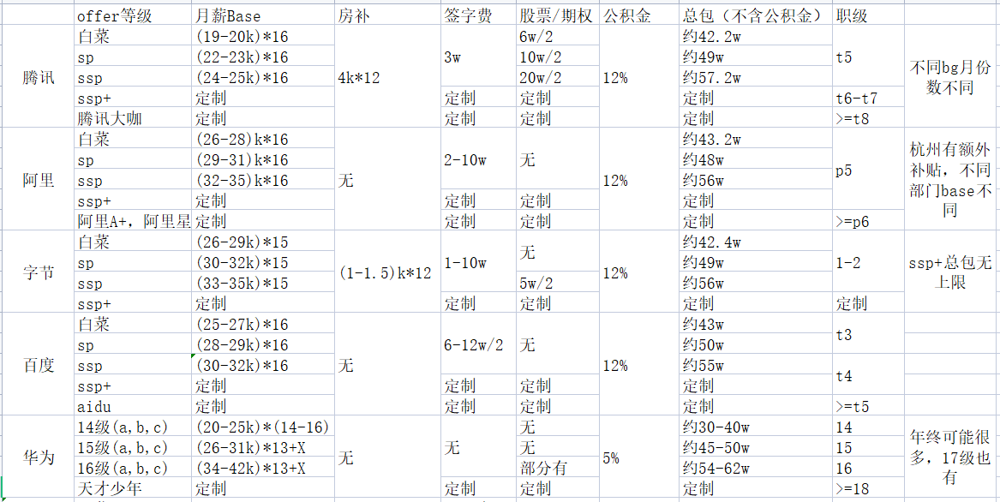 offer等级 月薪Base 房补 签字费 股票/期权 公积金 总包（不含公积金） 职级
白菜 (19-20k)*16 6w/2 约42.2w
sp (22-23k)*16 3w 10w/2 约49w t5
腾讯 ssp (24-25k)*16 4k*12 20w/2 12% 约57.2w 不同bg月份
数不同
ssp+ 定制 定制 定制 定制 t6-t7
腾讯大咖 定制 定制 定制 定制 >=t8
白菜 (26-28)k*16 约43.2w
sp (29-31)k*16 2-10w 无 约48w p5
阿里 ssp (32-35)k*16 无 12% 约56w 杭州有额外
补贴，不同
部门base不
同
ssp+ 定制 定制 定制 定制
阿里A+，阿里星 定制 定制 定制 定制 >=p6
白菜 (26-29k)*15 无 约42.4w
sp (30-32k)*15 1-10w 约49w 1-2
字节 ssp (33-35k)*15 (1-1.5)k*12 5w/2 12% 约56w ssp+总包无
上限
ssp+ 定制 定制 定制 定制 定制
白菜 (25-27k)*16 约43w t3
sp (28-29k)*16 6-12w/2 无 约50w
百度 ssp (30-32k)*16 无 12% 约55w t4
ssp+ 定制 定制 定制 定制
aidu 定制 定制 定制 定制 >=t5
14级(a,b,c) (20-25k)*(14-16) 无 约30-40w 14
15级(a,b,c) (26-31k)*13+X 无 无 约45-50w 15
华为 16级(a,b,c) (34-42k)*13+X 无 部分有 5% 约54-62w 16 年终可能很
多，17级也
有
天才少年 定制 定制 定制 定制 >=18